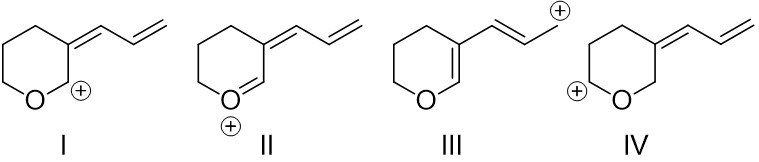 O ⊕ O ⊕ O ⊕ ⊕ O
I II III IV